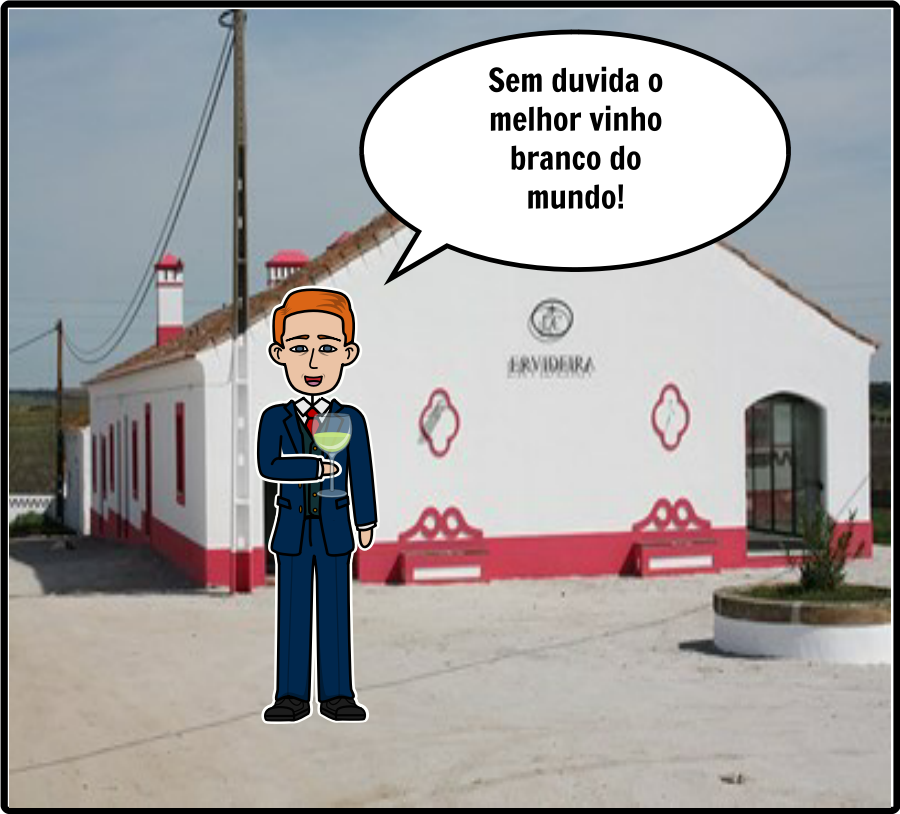 Sem duvida o
melhor vinho
branco do
mundo!
ERVIDEIRA